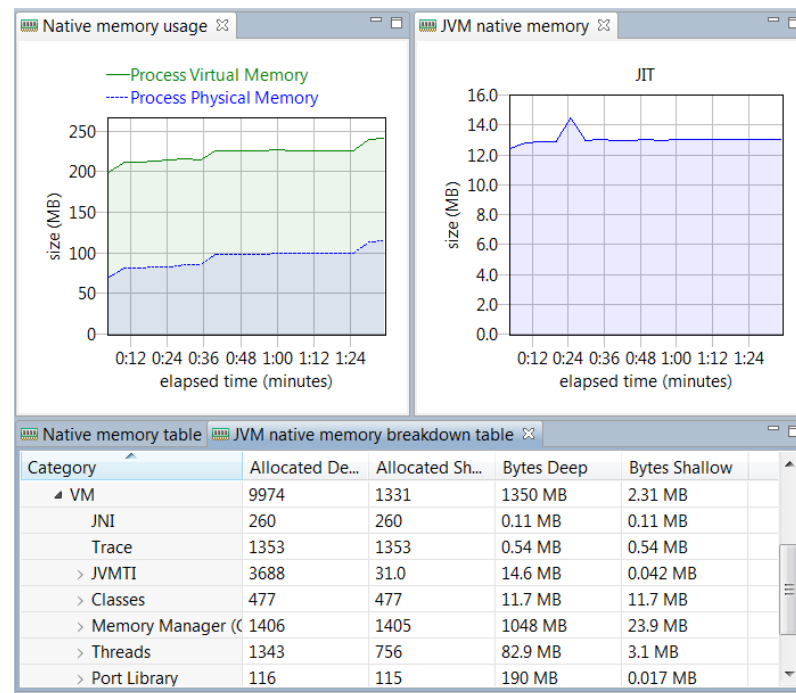 Native memory usage
Process Virtual Memory
Process Physical Memory
250
200
150
100
50
0
size (MB)
0:12 0:24 0:36 0:48 1:00 1:12 1:24
elapsed time (minutes)
JVM native memory
JIT
16.0
14.0
12.0
10.0
8.0
6.0
4.0
2.0
0.0
size (MB)
0:12 0:24 0:36 0:48 1:00 1:12 1:24
elapsed time (minutes)
Native memory table JVM native memory breakdown table
Category Allocated De... Allocated Sh... Bytes Deep Bytes Shallow
VM 9974 1331 1350 MB 2.31 MB
JNI 260 260 0.11 MB 0.11 MB
Trace 1353 1353 0.54 MB 0.54 MB
JVMTI 3688 31.0 14.6 MB 0.042 MB
Classes 477 477 11.7 MB 11.7 MB
Memory Manager (G 1406 1405 1048 MB 23.9 MB
Threads 1343 756 82.9 MB 3.1 MB
Port Library 116 115 190 MB 0.017 MB